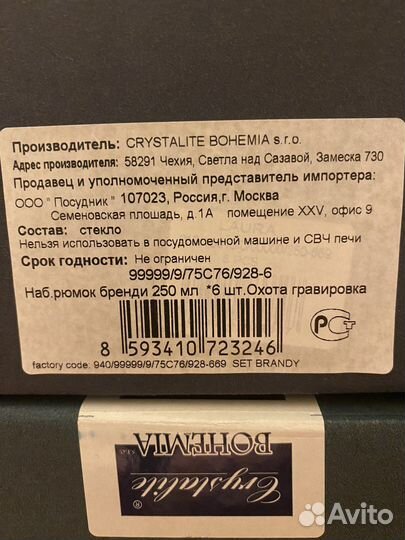 Производитель: CRYSTALITE BOHEMIA s.r.o.
Адрес производителя: 58291 Чехия, Светла над Сазавой, Замеска 730
Продавец и уполномоченный представитель импортера:
ООО " Посудник " 107023, Россия,г. Москва
Семеновская плошадь, д.1А помещение XXV, офис 9
Состав: стекло
Нельзя использовать в посудомоечной машине и СВЧ печи
Срок годности: Не ограничен
99999/9/75C76/928-6
Наб.рюмок бренди 250 мл *6 шт.Охота гравировка
8 593410 723246
РСТ
factory code: 940/99999/9/75C76/928-669 SET BRANDY
BOHEMIA
s.r.o.
Crystalite
®
Avito